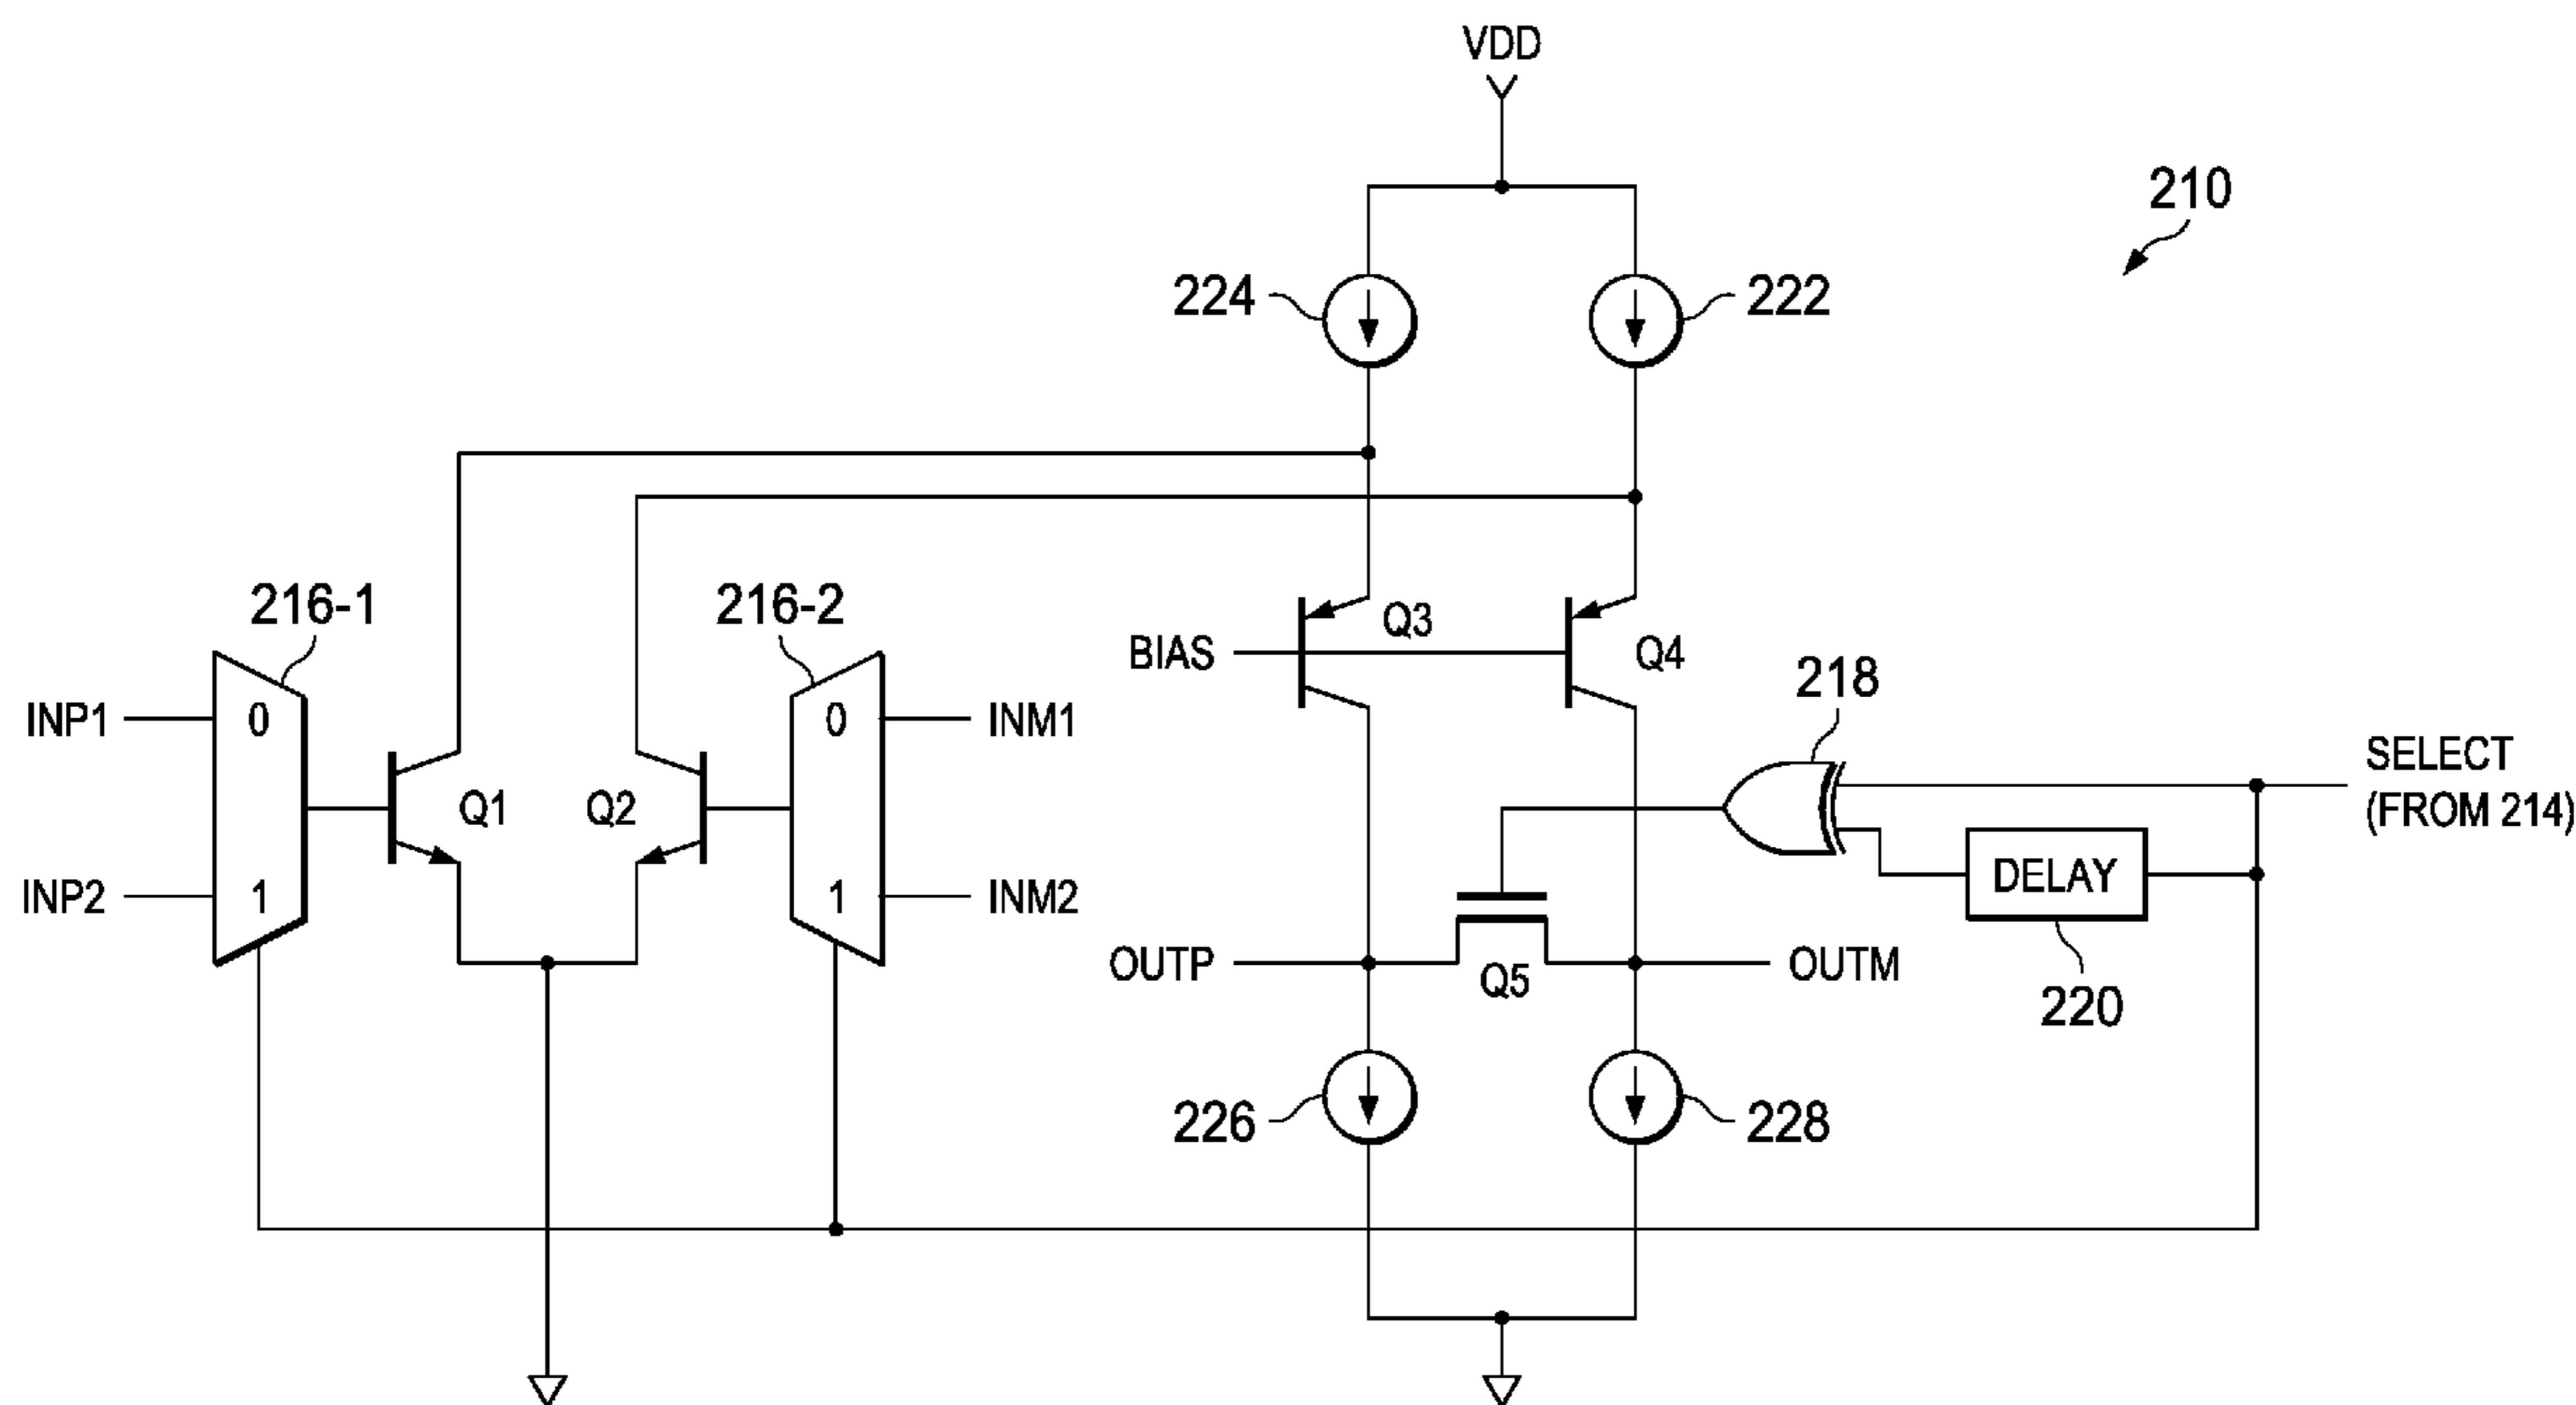 VDD
210
224
222
216-1
216-2
Q3
BIAS
Q4
218
INP1
0
0
INM1
SELECT
(FROM 214)
Q1
Q2
DELAY
INP2
1
1
INM2
OUTP
Q5
OUTM
220
226
228